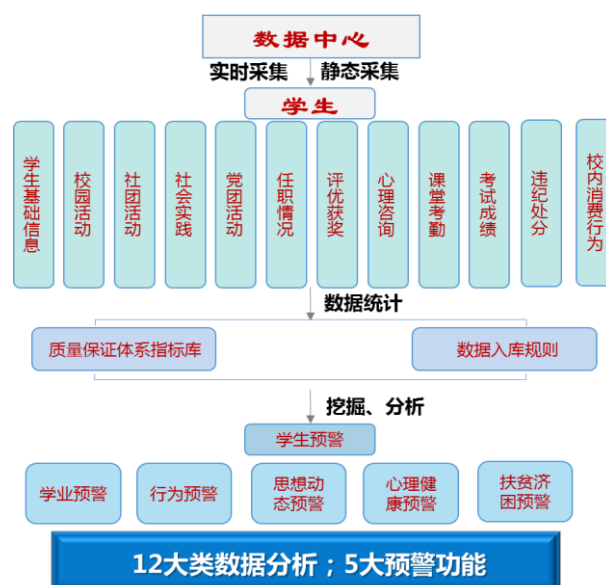 数据中心
实时采集 静态采集
学生
学生基础信息
校园活动
社团活动
社会实践
党团活动
任职情况
评优获奖
心理咨询
课堂考勤
考试成绩
违纪处分
校内消费行为
数据统计
质量保证体系指标库
数据入库规则
挖掘、分析
学生预警
学业预警
行为预警
思想动
态预警
心理健
康预警
扶贫济
困预警
12大类数据分析；5大预警功能